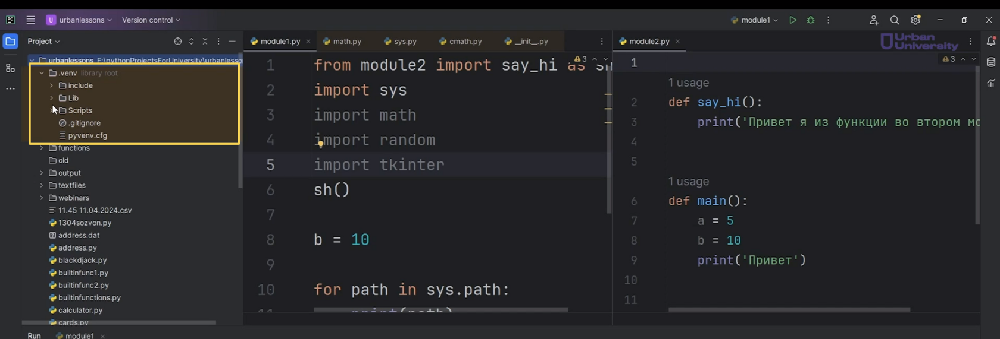 PC
U urbanlessons
Version control
module1
Project
urbanlessons E:\pythonProjectsForUniversity\urbanlesso
.venv library root
include
Lib
Scripts
.gitignore
pyvenv.cfg
functions
old
output
textfiles
webinars
11.45 11.04.2024.csv
1304sozvon.py
address.dat
address.py
blackdjack.py
builtinfunc1.py
builtinfunc2.py
builtinfunctions.py
calculator.py
cards.py
module1.py
math.py
sys.py
cmath.py
__init__.py
3
1 from module2 import say_hi as sh
2 import sys
3 import math
4 import random
5 import tkinter
6 sh()
7
8 b = 10
9
10 for path in sys.path:
11 print(path)
module2.py
Urban
University
3
1
1 usage
2 def say_hi():
3 print('Привет я из функции во втором мо
4
5
1 usage
6 def main():
7 a = 5
8 b = 10
9 print('Привет')
10
11
Run
module1